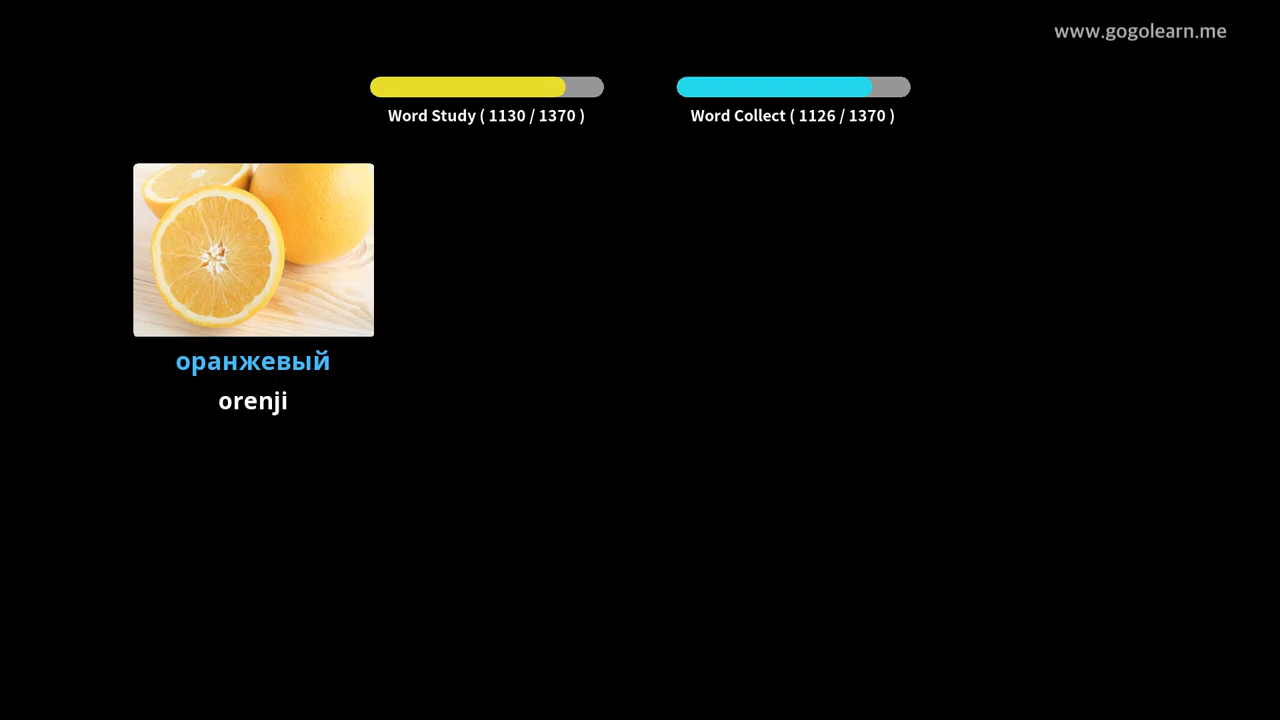 www.gogolearn.me
Word Study ( 1130 / 1370 )
Word Collect ( 1126 / 1370 )
оранжевый
orenji